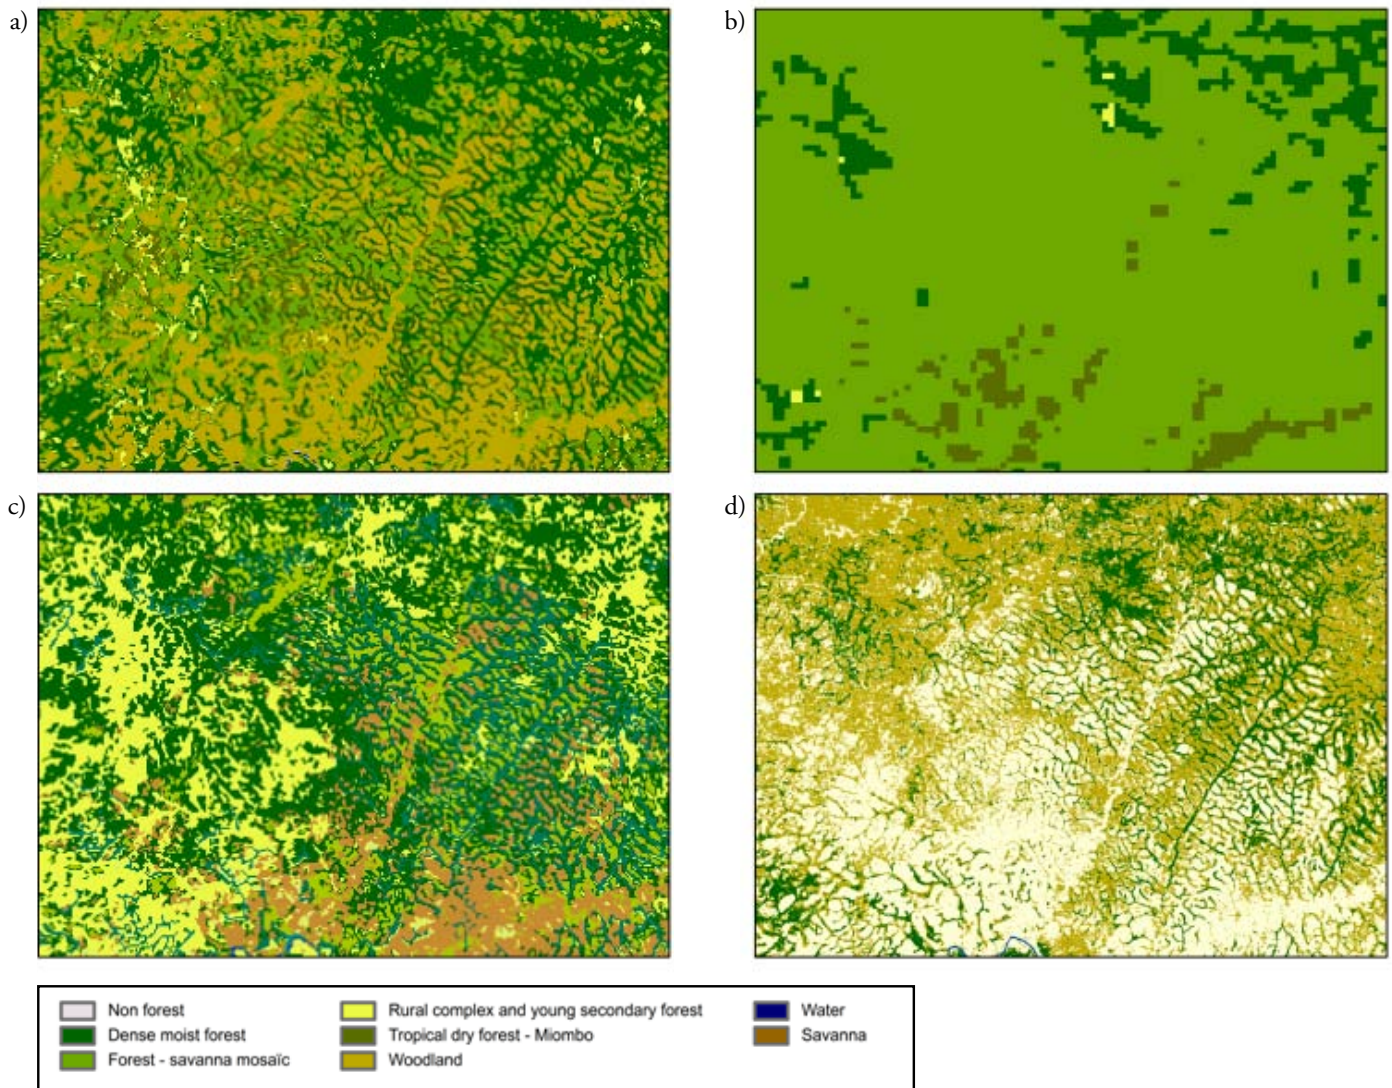 a)
b)
c)
d)
Non forest
Dense moist forest
Forest - savanna mosaïc
Rural complex and young secondary forest
Tropical dry forest - Miombo
Woodland
Water
Savanna